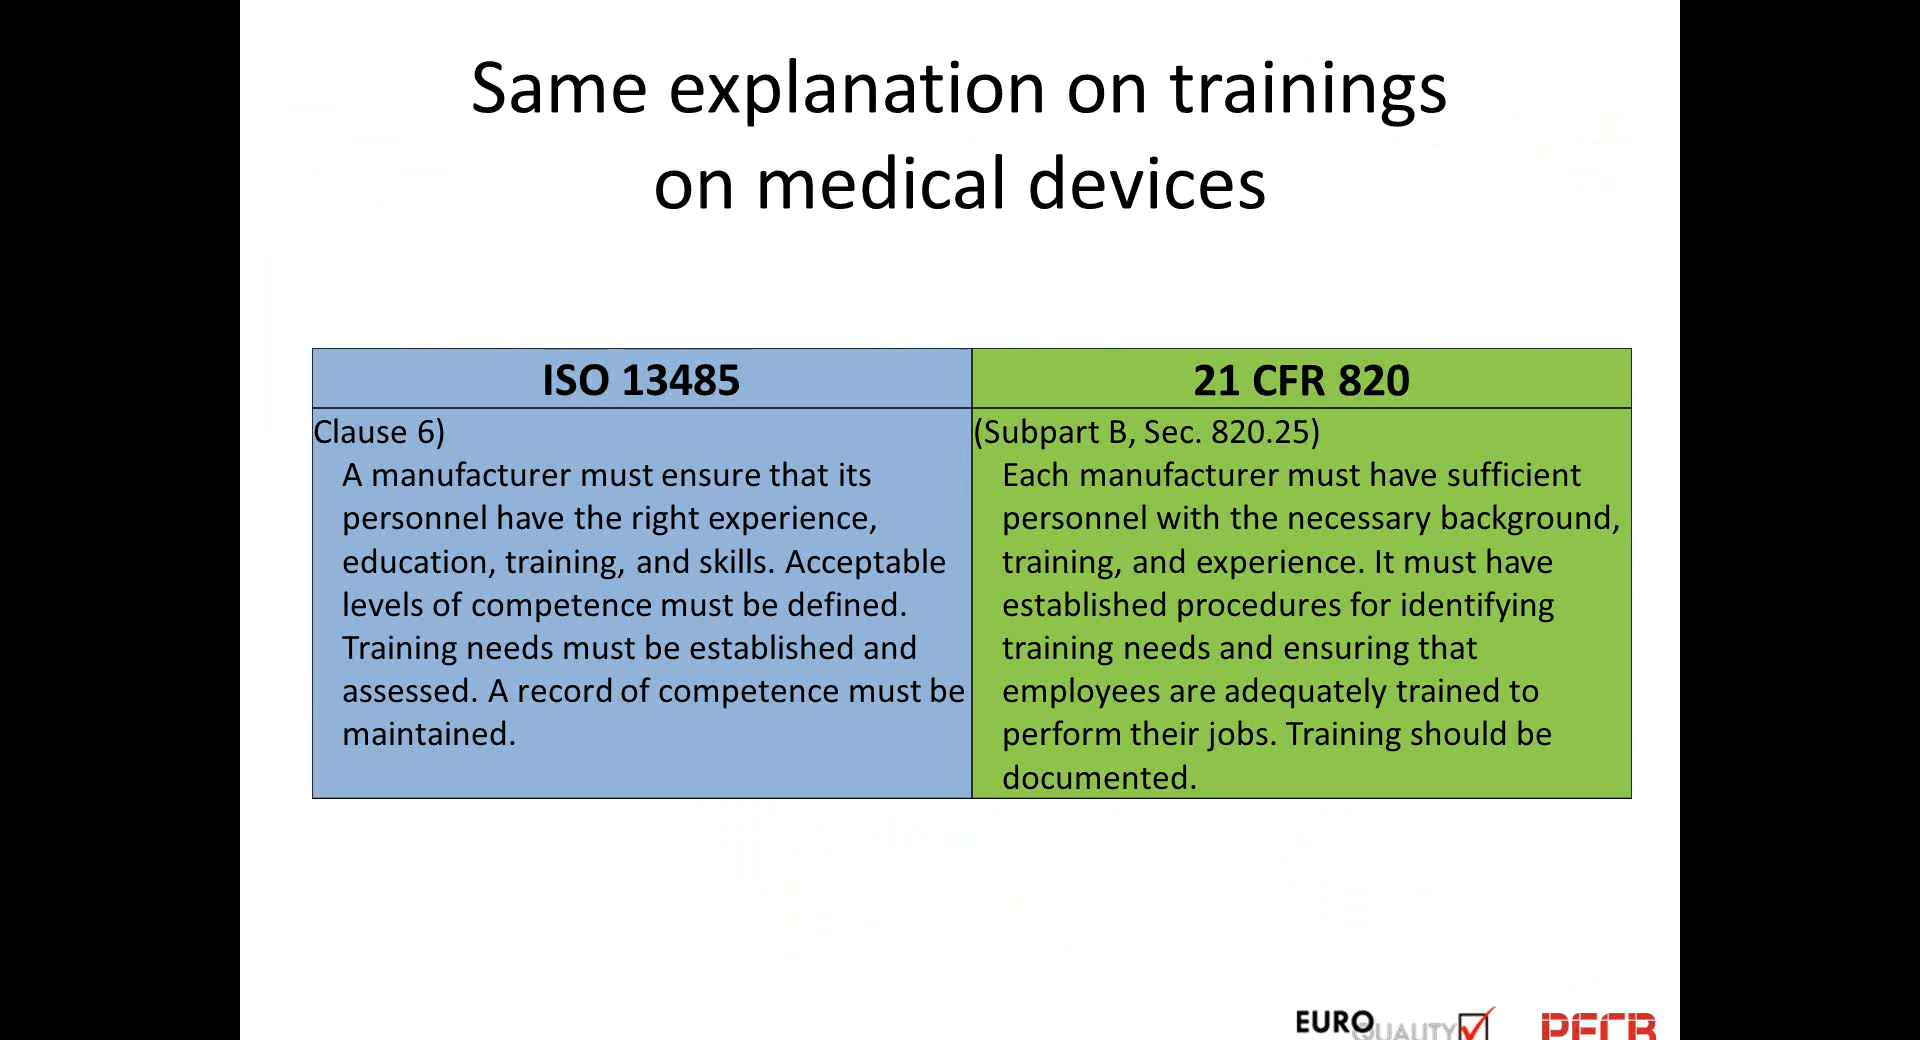 Same explanation on trainings
on medical devices
ISO 13485
Clause 6)
A manufacturer must ensure that its
personnel have the right experience,
education, training, and skills. Acceptable
levels of competence must be defined.
Training needs must be established and
assessed. A record of competence must be
maintained.
21 CFR 820
(Subpart B, Sec. 820.25)
Each manufacturer must have sufficient
personnel with the necessary background,
training, and experience. It must have
established procedures for identifying
training needs and ensuring that
employees are adequately trained to
perform their jobs. Training should be
documented.
EURO
QUALITY
PECB